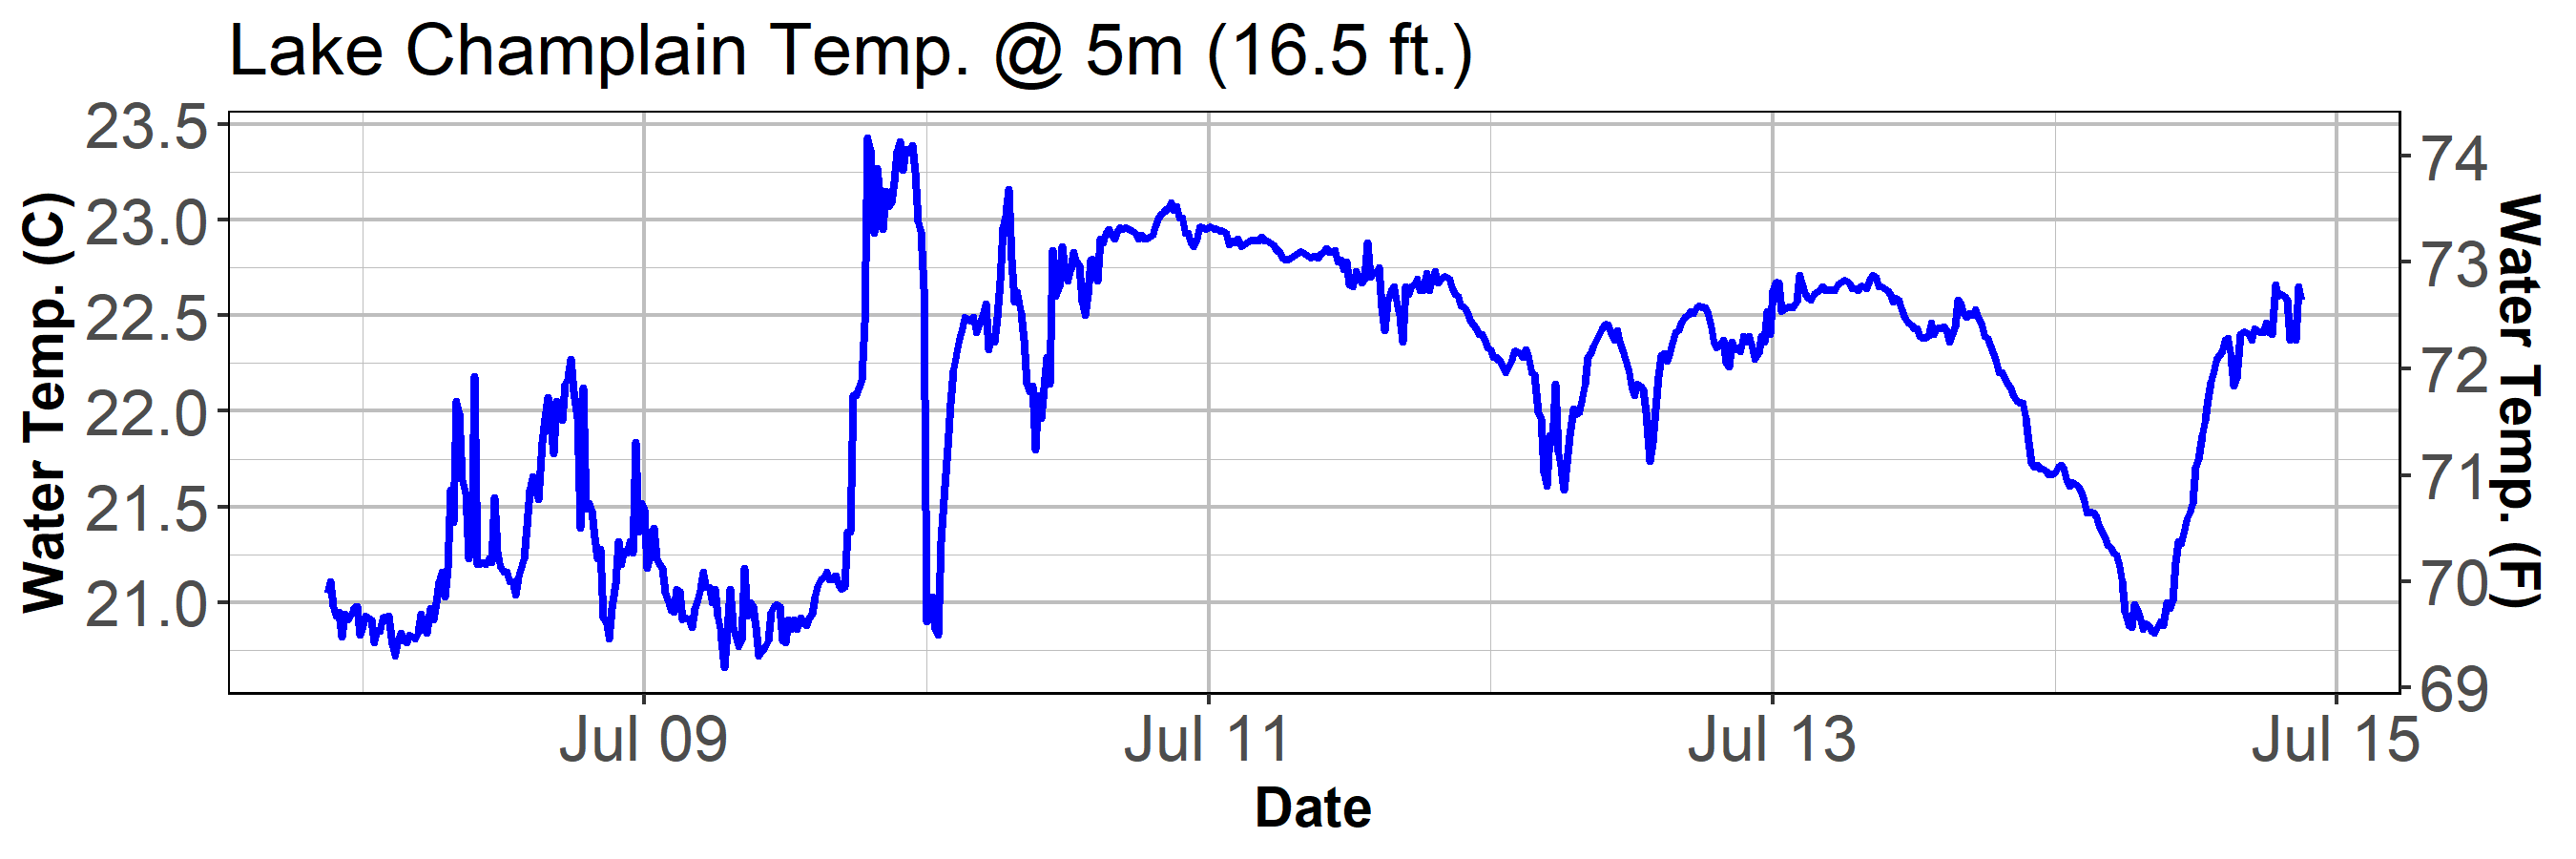 Lake Champlain Temp. @ 5m (16.5 ft.)
Water Temp. (C)
23.5
23.0
22.5
22.0
21.5
21.0
74
73
72
71
70
69
Water Temp. (F)
Jul 09
Jul 11
Jul 13
Jul 15
Date